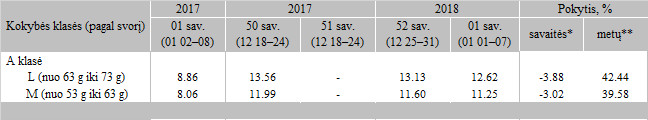 Kokybės klasės (pagal svorį) 2017 2017 2018 Pokytis, %
01 sav. (01 02–08) 50 sav. (12 18–24) 51 sav. (12 18–24) 52 sav. (12 25–31) 01 sav. (01 01–07) savaitės* metų**
A klasė
L (nuo 63 g iki 73 g) 8.86 13.56 - 13.13 12.62 -3.88 42.44
M (nuo 53 g iki 63 g) 8.06 11.99 - 11.60 11.25 -3.02 39.58